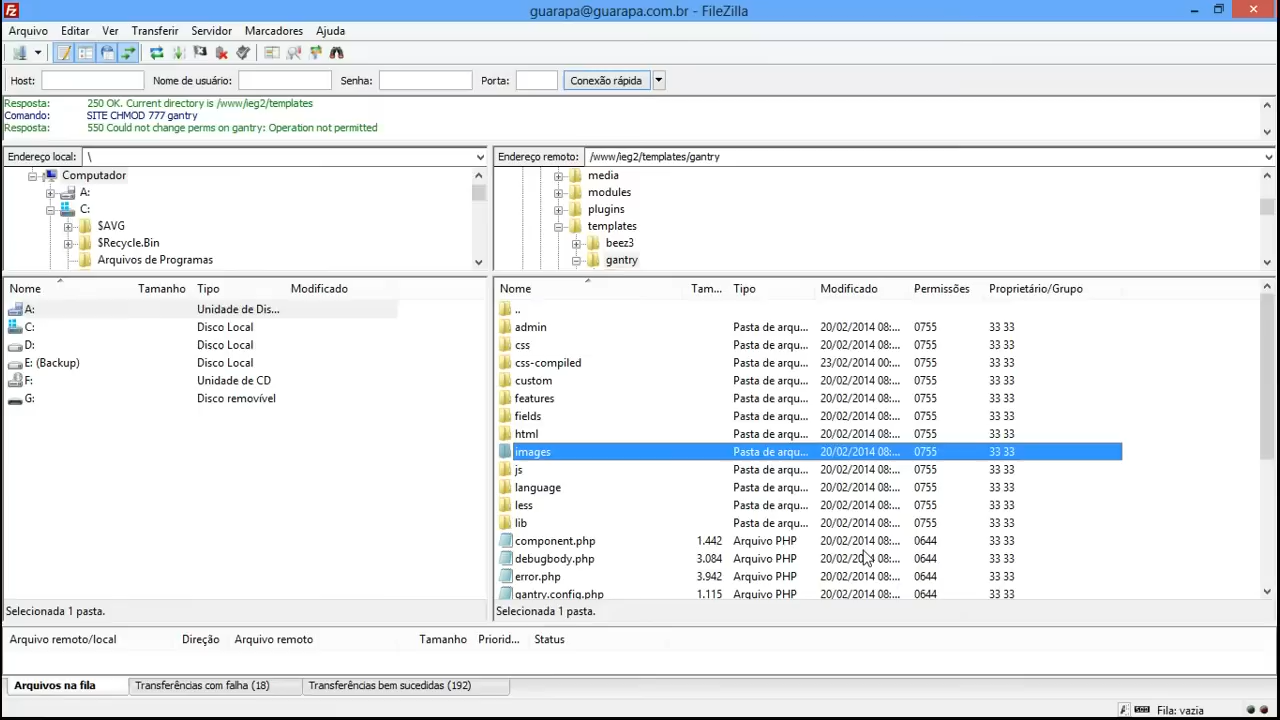 guarapa@guarapa.com.br - FileZilla
Arquivo Editar Ver Transferir Servidor Marcadores Ajuda
Host: Nome de usuário: Senha: Porta: Conexão rápida
Resposta: 250 OK. Current directory is /www/ieg2/templates
Comando: SITE CHMOD 777 gantry
Resposta: 550 Could not change perms on gantry: Operation not permitted
Endereço local: \
Computador
A:
C:
$AVG
$Recycle.Bin
Arquivos de Programas
Endereço remoto: /www/ieg2/templates/gantry
media
modules
plugins
templates
beez3
gantry
Nome Tamanho Tipo Modificado
A: Unidade de Dis...
C: Disco Local
D: Disco Local
E: (Backup) Disco Local
F: Unidade de CD
G: Disco removível
Selecionada 1 pasta.
Nome Tam... Tipo Modificado Permissões Proprietário/Grupo
..
admin Pasta de arqu... 20/02/2014 08:... 0755 33 33
css Pasta de arqu... 20/02/2014 08:... 0755 33 33
css-compiled Pasta de arqu... 23/02/2014 00:... 0755 33 33
custom Pasta de arqu... 20/02/2014 08:... 0755 33 33
features Pasta de arqu... 20/02/2014 08:... 0755 33 33
fields Pasta de arqu... 20/02/2014 08:... 0755 33 33
html Pasta de arqu... 20/02/2014 08:... 0755 33 33
images Pasta de arqu... 20/02/2014 08:... 0755 33 33
js Pasta de arqu... 20/02/2014 08:... 0755 33 33
language Pasta de arqu... 20/02/2014 08:... 0755 33 33
less Pasta de arqu... 20/02/2014 08:... 0755 33 33
lib Pasta de arqu... 20/02/2014 08:... 0755 33 33
component.php 1.442 Arquivo PHP 20/02/2014 08:... 0644 33 33
debugbody.php 3.084 Arquivo PHP 20/02/2014 08:... 0644 33 33
error.php 3.942 Arquivo PHP 20/02/2014 08:... 0644 33 33
gantry.config.php 1.115 Arquivo PHP 20/02/2014 08:... 0644 33 33
Selecionada 1 pasta.
Arquivo remoto/local Direção Arquivo remoto Tamanho Priorid... Status
Arquivos na fila Transferências com falha (18) Transferências bem sucedidas (192)
Fila: vazia